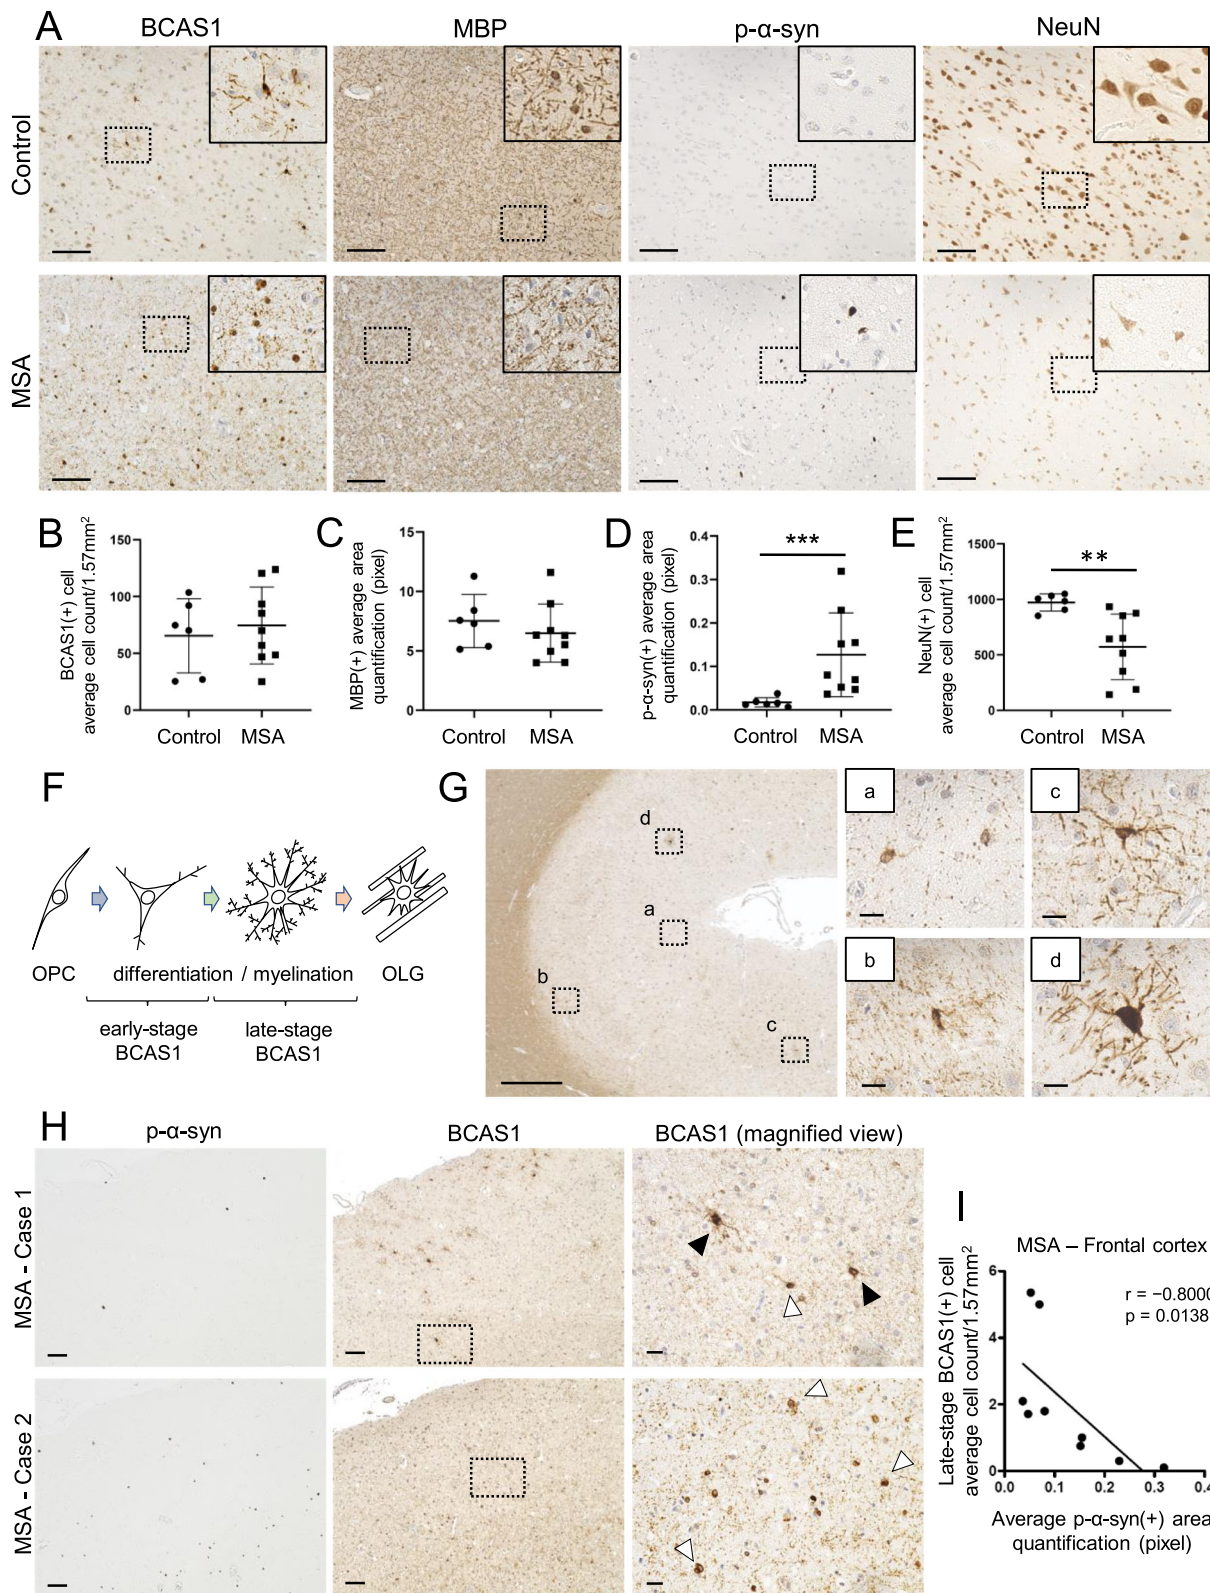 A
BCAS1
MBP
p-α-syn
NeuN
Control
MSA
B
BCAS1(+) cell
average cell count/1.57mm²
150
100
50
0
Control
MSA
C
MBP(+) average area
quantification (pixel)
15
10
5
0
Control
MSA
D
p-α-syn(+) average area
quantification (pixel)
0.4
0.3
0.2
0.1
0.0
***
Control
MSA
E
NeuN(+) cell
average cell count/1.57mm²
1500
1000
500
0
**
Control
MSA
F
OPC
differentiation / myelination
OLG
early-stage
BCAS1
late-stage
BCAS1
G
d
a
b
c
a
c
b
d
H
p-α-syn
BCAS1
BCAS1 (magnified view)
MSA - Case 1
MSA - Case 2
I
MSA – Frontal cortex
Late-stage BCAS1(+) cell
average cell count/1.57mm²
6
4
2
0
r = −0.8000
p = 0.0138
0.0
0.1
0.2
0.3
0.4
Average p-α-syn(+) area
quantification (pixel)